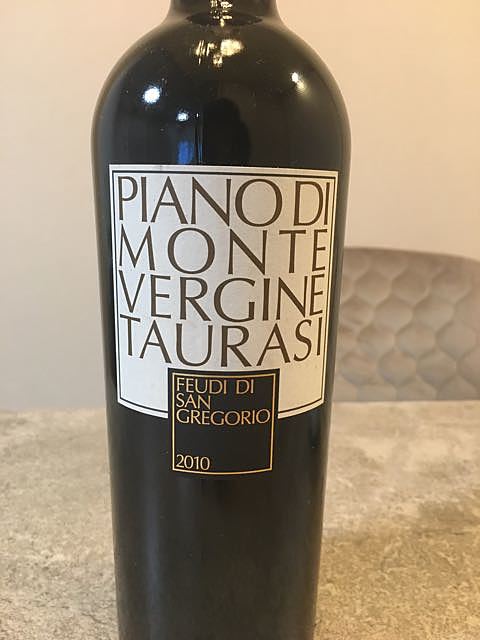 PIANO DI
MONTE
VERGINE
TAURASI
FEUDI DI
SAN
GREGORIO
2010